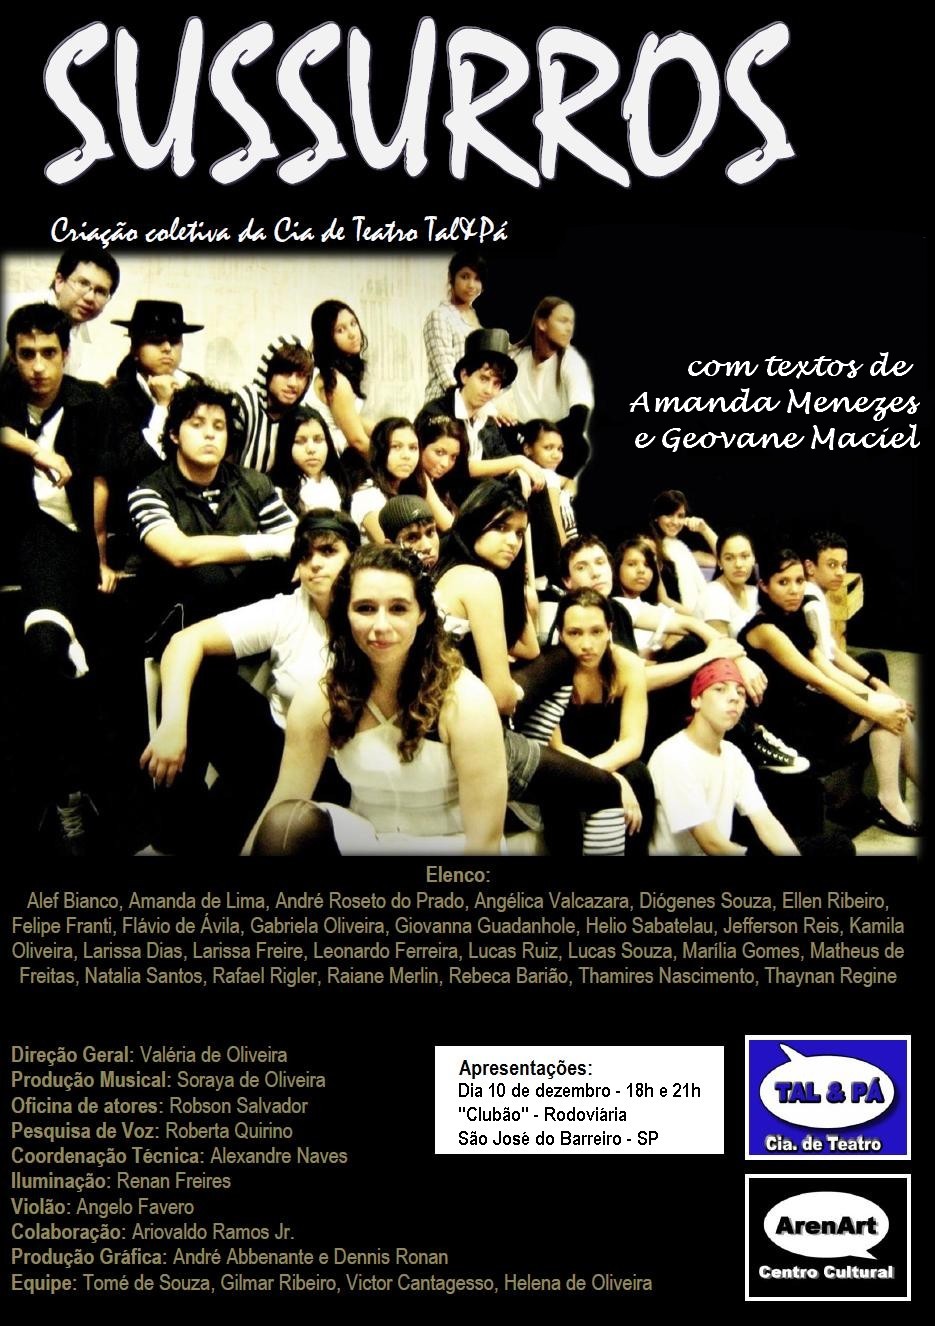 SUSSURROS
Criação coletiva da Cia de Teatro Tal&Pá
com textos de
Amanda Menezes
e Geovane Maciel
Elenco:
Alef Bianco, Amanda de Lima, André Roseto do Prado, Angélica Valcazara, Diógenes Souza, Ellen Ribeiro,
Felipe Franti, Flávio de Ávila, Gabriela Oliveira, Giovanna Guadanhole, Helio Sabatelau, Jefferson Reis, Kamila
Oliveira, Larissa Dias, Larissa Freire, Leonardo Ferreira, Lucas Ruiz, Lucas Souza, Marília Gomes, Matheus de
Freitas, Natalia Santos, Rafael Rigler, Raiane Merlin, Rebeca Barião, Thamires Nascimento, Thaynan Regine
Direção Geral: Valéria de Oliveira
Produção Musical: Soraya de Oliveira
Oficina de atores: Robson Salvador
Pesquisa de Voz: Roberta Quirino
Coordenação Técnica: Alexandre Naves
Iluminação: Renan Freires
Violão: Angelo Favero
Colaboração: Ariovaldo Ramos Jr.
Produção Gráfica: André Abbenante e Dennis Ronan
Equipe: Tomé de Souza, Gilmar Ribeiro, Victor Cantagesso, Helena de Oliveira
Apresentações:
Dia 10 de dezembro - 18h e 21h
"Clubão" - Rodoviária
São José do Barreiro - SP
TAL & PÁ
Cia. de Teatro
ArenArt
Centro Cultural